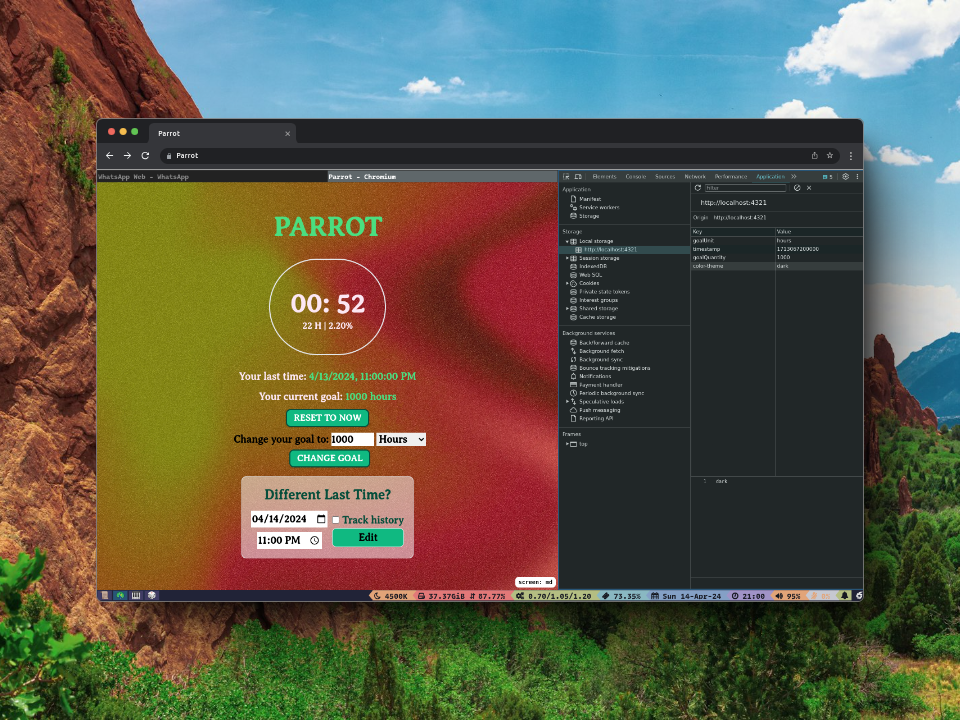 Parrot
Parrot
WhatsApp Web - WhatsApp
Parrot - Chromium
PARROT
00: 52
22 H | 2.20%
Your last time: 4/13/2024, 11:00:00 PM
Your current goal: 1000 hours
RESET TO NOW
Change your goal to: 1000 Hours
CHANGE GOAL
Different Last Time?
04/14/2024
Track history
11:00 PM
Edit
screen: md
Elements Console Sources Network Performance Application
Application
Manifest
Service workers
Storage
Storage
Local storage
http://localhost:4321
Session storage
IndexedDB
Web SQL
Cookies
Private state tokens
Interest groups
Shared storage
Cache storage
Background services
Back/forward cache
Background fetch
Background sync
Bounce tracking mitigations
Notifications
Payment handler
Periodic background sync
Speculative loads
Push messaging
Reporting API
Frames
top
Filter
http://localhost:4321
Origin http://localhost:4321
Key Value
goalUnit hours
timestamp 1713067200000
goalQuantity 1000
color-theme dark
1 dark
4500K 37.37GiB 87.77% 0.70/1.05/1.20 73.35% Sun 14-Apr-24 21:00 95%